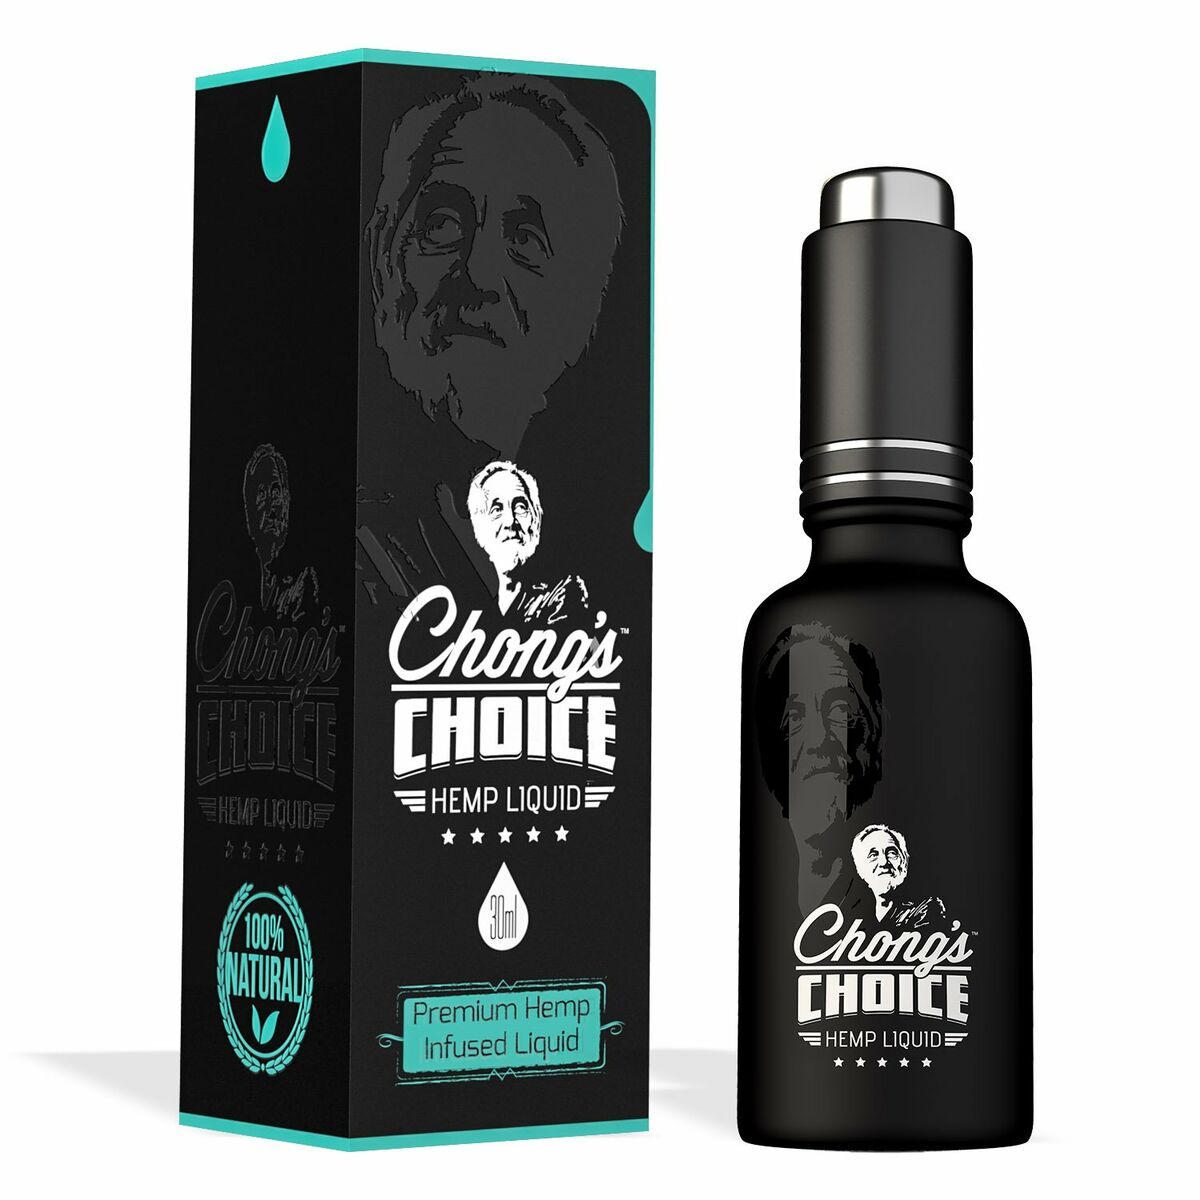 Chong's™
CHOICE
HEMP LIQUID
100%
NATURAL
Chong's™
CHOICE
HEMP LIQUID
30ml
Premium Hemp
Infused Liquid
Chong's™
CHOICE
HEMP LIQUID